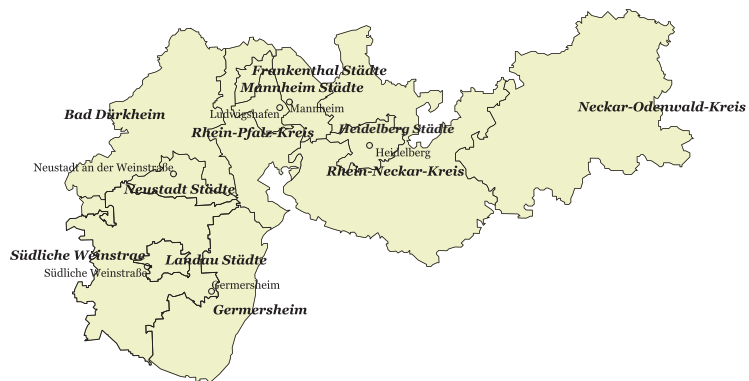 Frankenthal Städte
Mannheim Städte
Neckar-Odenwald-Kreis
Mannheim
Ludwigshafen
Bad Dürkheim
Rhein-Pfalz-Kreis
Heidelberg Städte
Heidelberg
Neustadt an der Weinstraße
Rhein-Neckar-Kreis
Neustadt Städte
Südliche Weinstrae
Landau Städte
Südliche Weinstraße
Germersheim
Germersheim